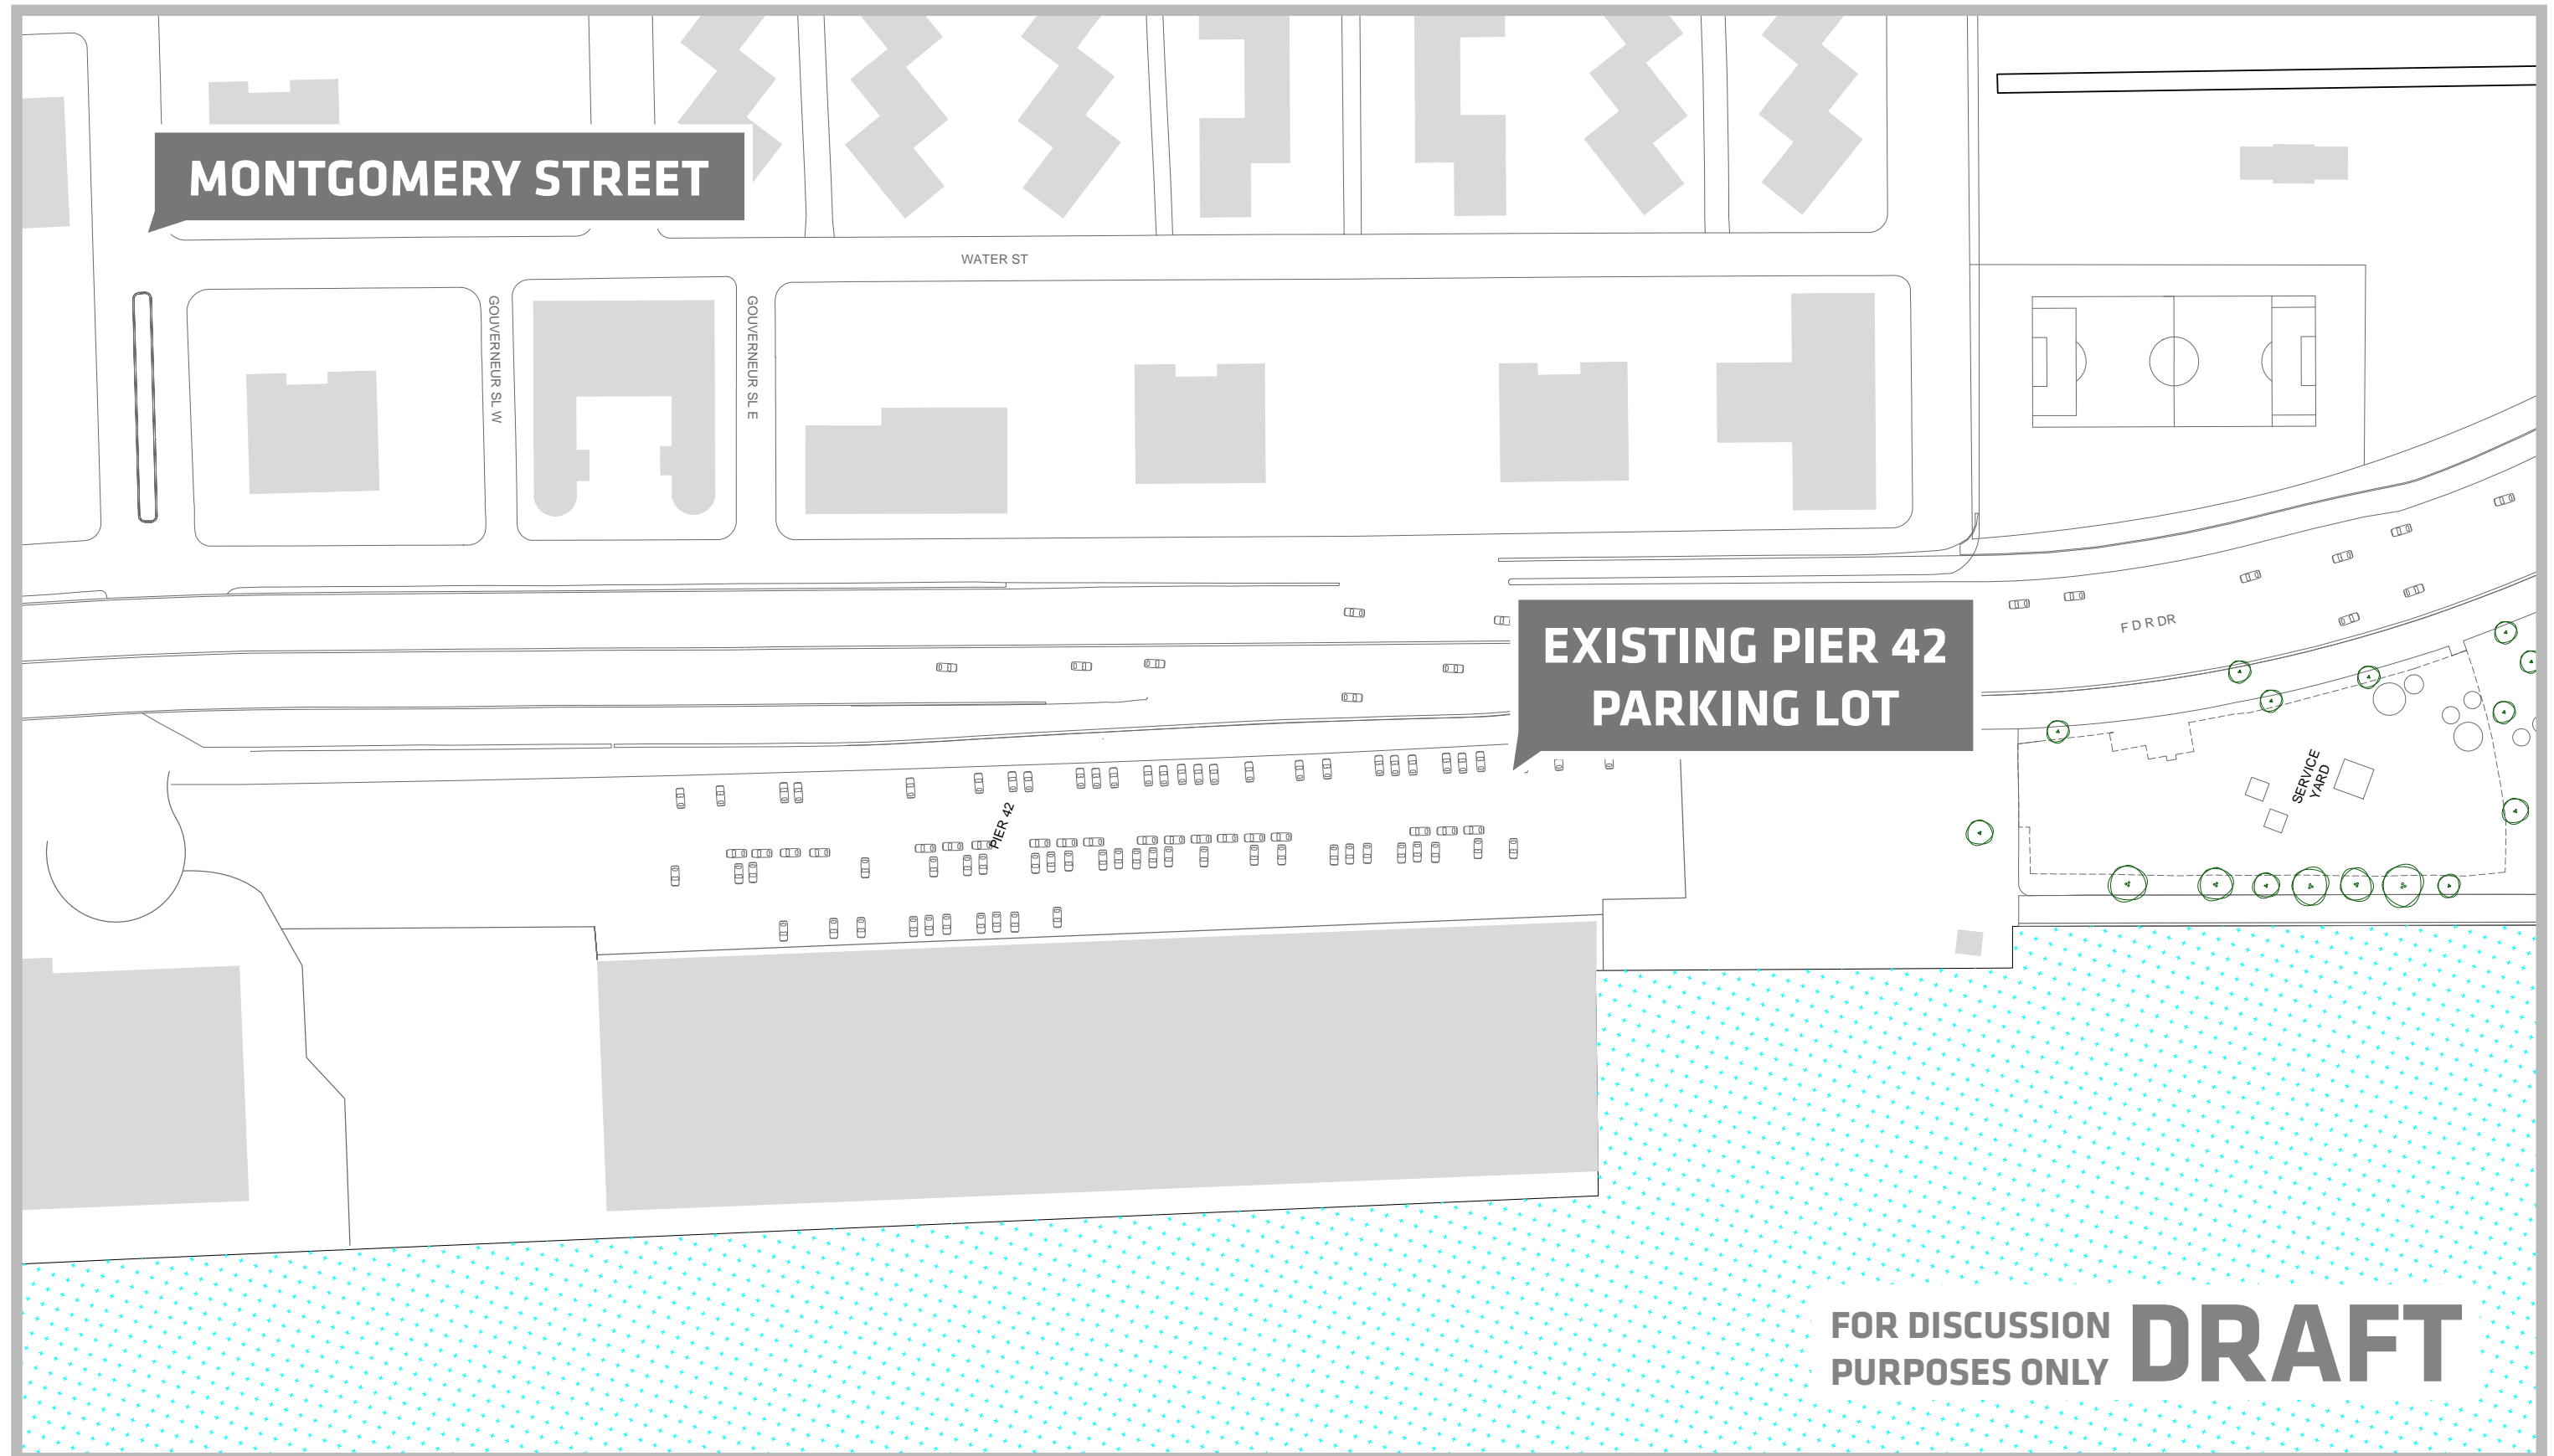 MONTGOMERY STREET
WATER ST
GOUVERNEUR SL W
GOUVERNEUR SL E
EXISTING PIER 42
PARKING LOT
F D R DR
PIER 42
SERVICE
YARD
FOR DISCUSSION
PURPOSES ONLY
DRAFT